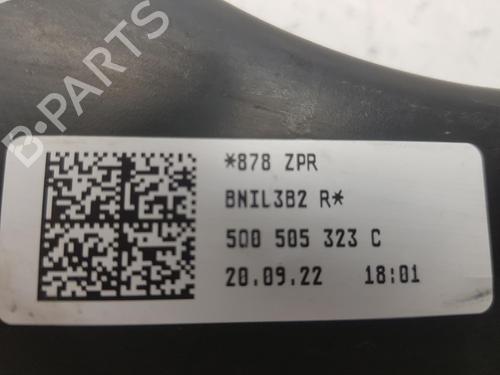 B-PARTS
*878 ZPR
BNIL3B2 R*
5Q0 505 323 C
20.09.22 18:01